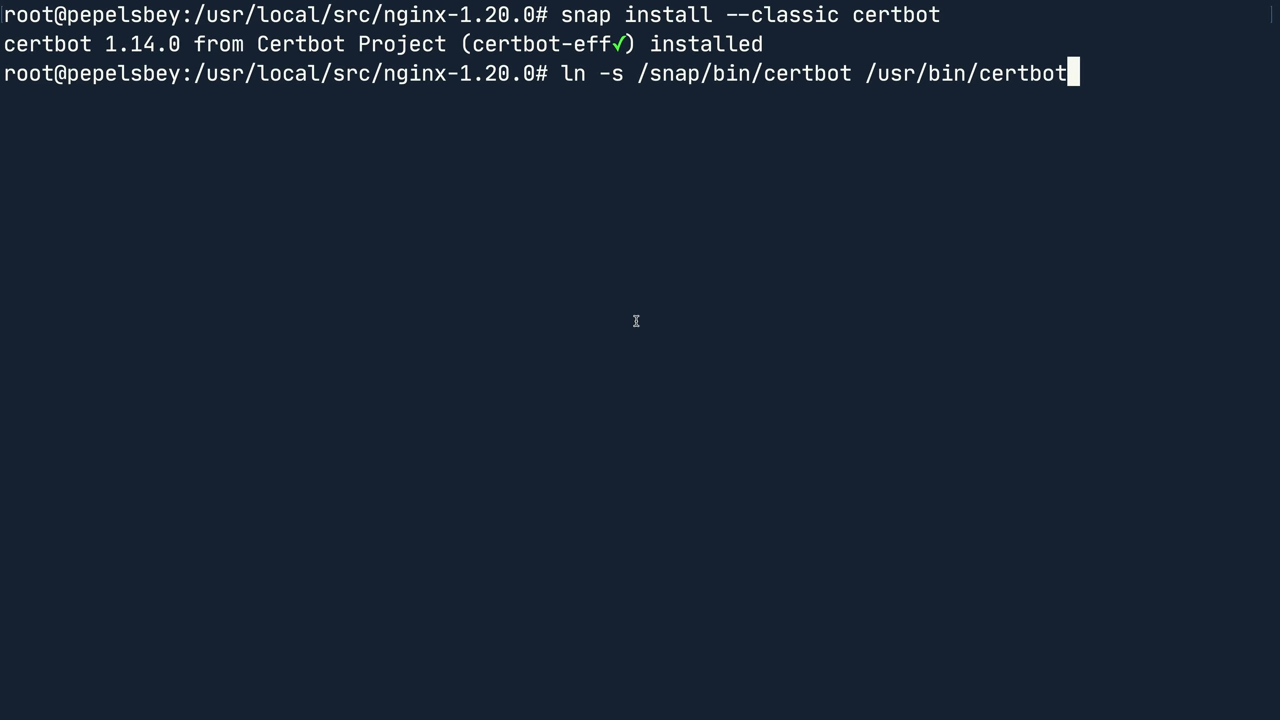 root@pepelsbey:/usr/local/src/nginx-1.20.0# snap install --classic certbot
certbot 1.14.0 from Certbot Project (certbot-eff✓) installed
root@pepelsbey:/usr/local/src/nginx-1.20.0# ln -s /snap/bin/certbot /usr/bin/certbot